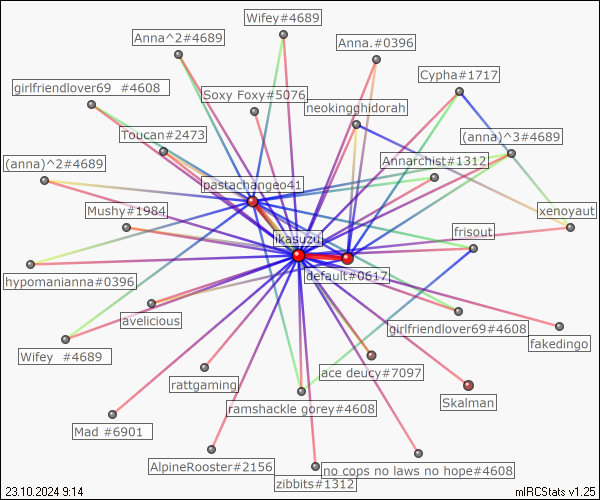 Wifey#4689
Anna^2#4689
Anna.#0396
Cypha#1717
girlfriendlover69  #4608
Soxy Foxy#5076
neokingghidorah
Toucan#2473
(anna)^3#4689
(anna)^2#4689
Annarchist#1312
pastachangeo41
Mushy#1984
xenoyaut
frisout
ikasuzu
default#0617
hypomanianna#0396
avelicious
girlfriendlover69#4608
fakedingo
Wifey  #4689
ace deucy#7097
rattgaming
Skalman
ramshackle gorey#4608
Mad #6901
AlpineRooster#2156
no cops no laws no hope#4608
zibbits#1312
23.10.2024 9:14
mIRCStats v1.25